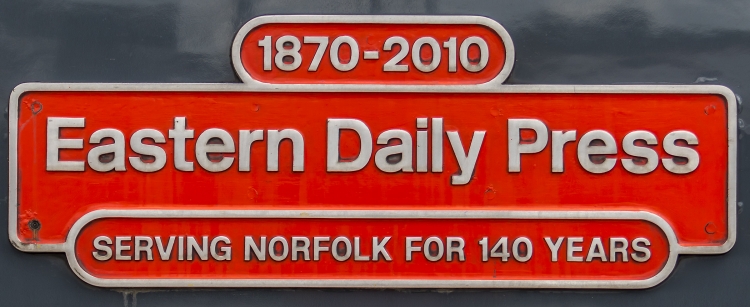 1870-2010
Eastern Daily Press
SERVING NORFOLK FOR 140 YEARS